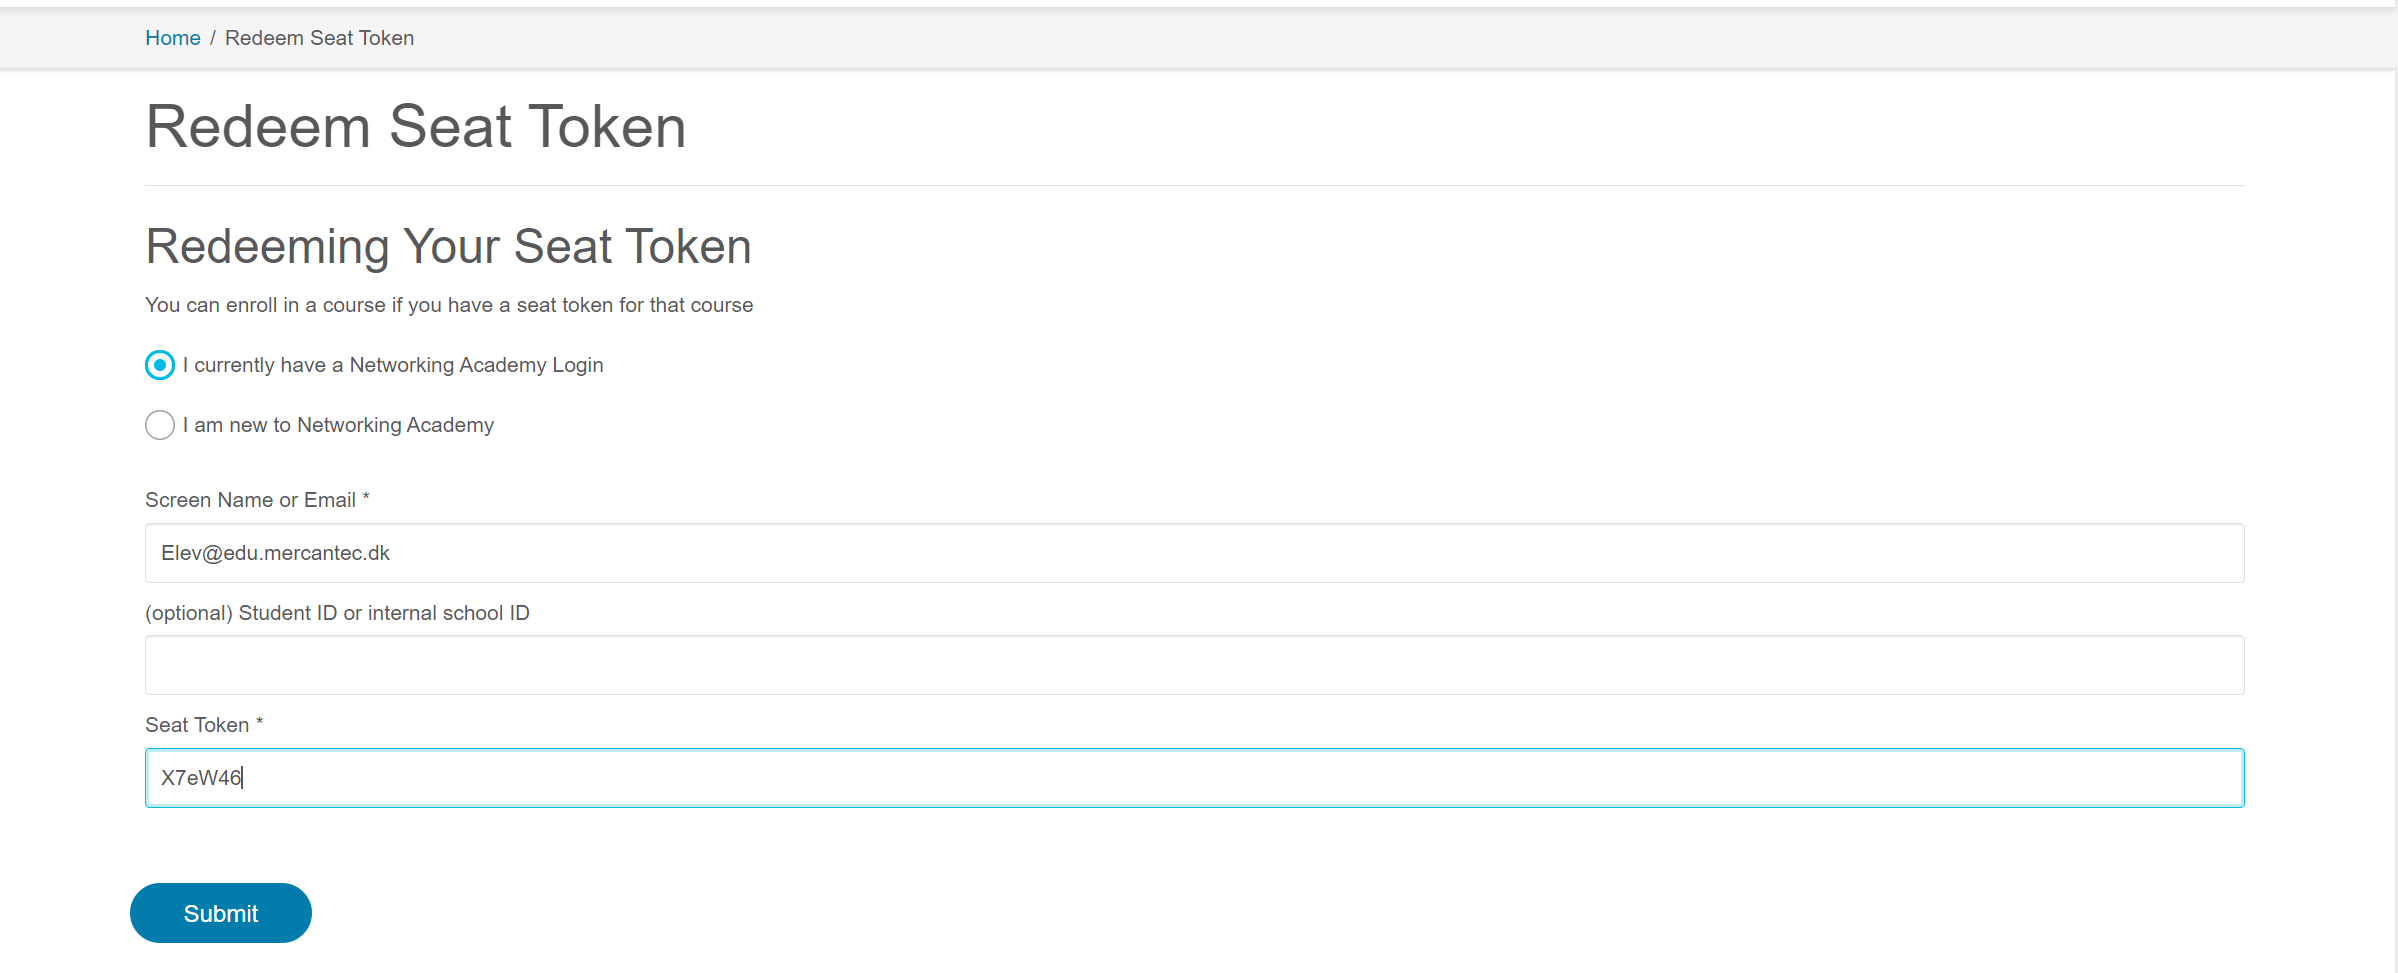 Home / Redeem Seat Token
Redeem Seat Token
Redeeming Your Seat Token
You can enroll in a course if you have a seat token for that course
I currently have a Networking Academy Login
I am new to Networking Academy
Screen Name or Email *
Elev@edu.mercantec.dk
(optional) Student ID or internal school ID
Seat Token *
X7eW46
Submit